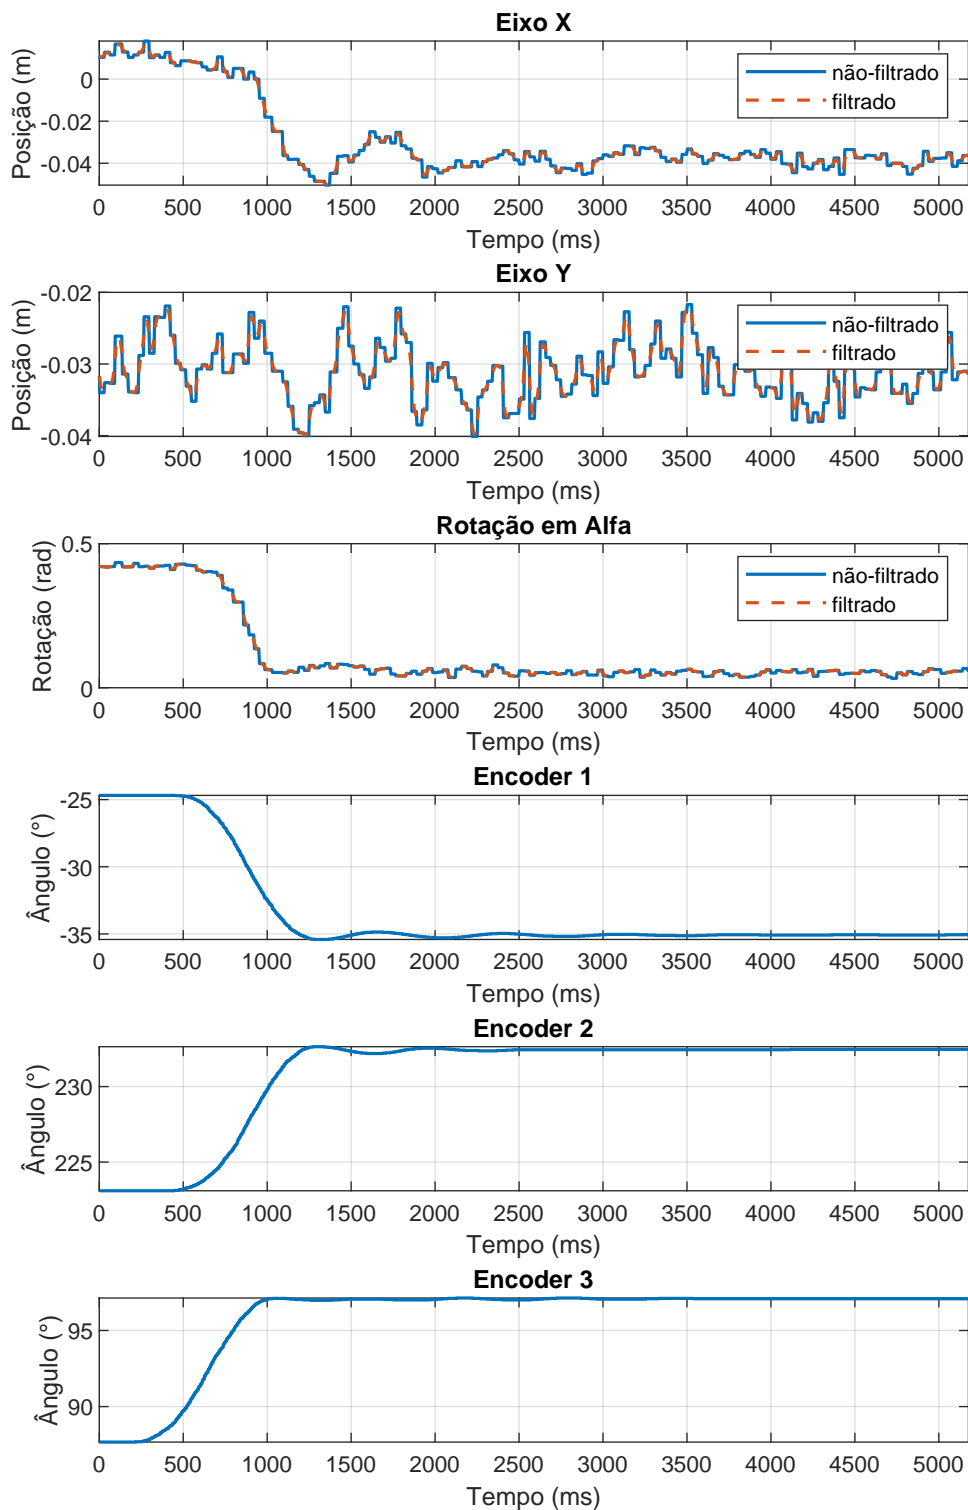 Eixo X
Posição (m)
0
-0.02
-0.04
não-filtrado
filtrado
0 500 1000 1500 2000 2500 3000 3500 4000 4500 5000
Tempo (ms)
Eixo Y
Posição (m)
-0.02
-0.03
-0.04
não-filtrado
filtrado
0 500 1000 1500 2000 2500 3000 3500 4000 4500 5000
Tempo (ms)
Rotação em Alfa
Rotação (rad)
0.5
0
não-filtrado
filtrado
0 500 1000 1500 2000 2500 3000 3500 4000 4500 5000
Tempo (ms)
Encoder 1
Ângulo (°)
-25
-30
-35
0 500 1000 1500 2000 2500 3000 3500 4000 4500 5000
Tempo (ms)
Encoder 2
Ângulo (°)
230
225
0 500 1000 1500 2000 2500 3000 3500 4000 4500 5000
Tempo (ms)
Encoder 3
Ângulo (°)
95
90
0 500 1000 1500 2000 2500 3000 3500 4000 4500 5000
Tempo (ms)